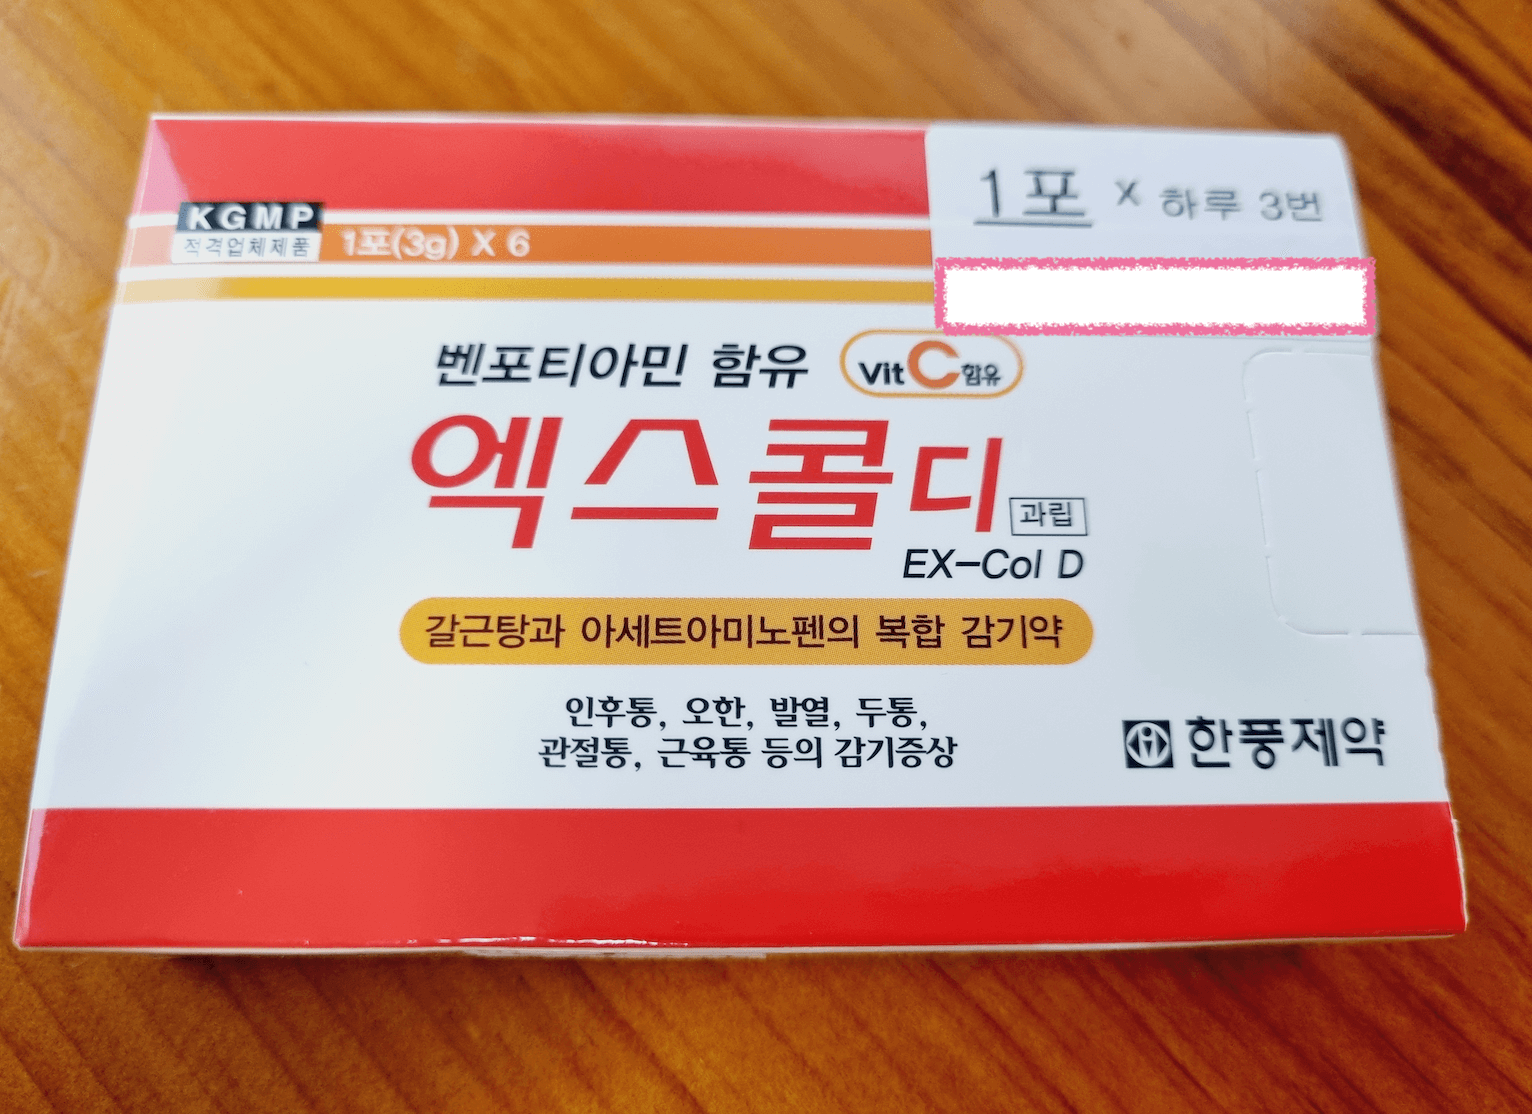 KGMP
적격업체제품
1포(3g) X 6
1포 x 하루 3번
벤포티아민 함유
Vit C 함유
엑스콜디
과립
EX-Col D
갈근탕과 아세트아미노펜의 복합 감기약
인후통, 오한, 발열, 두통,
관절통, 근육통 등의 감기증상
한풍제약